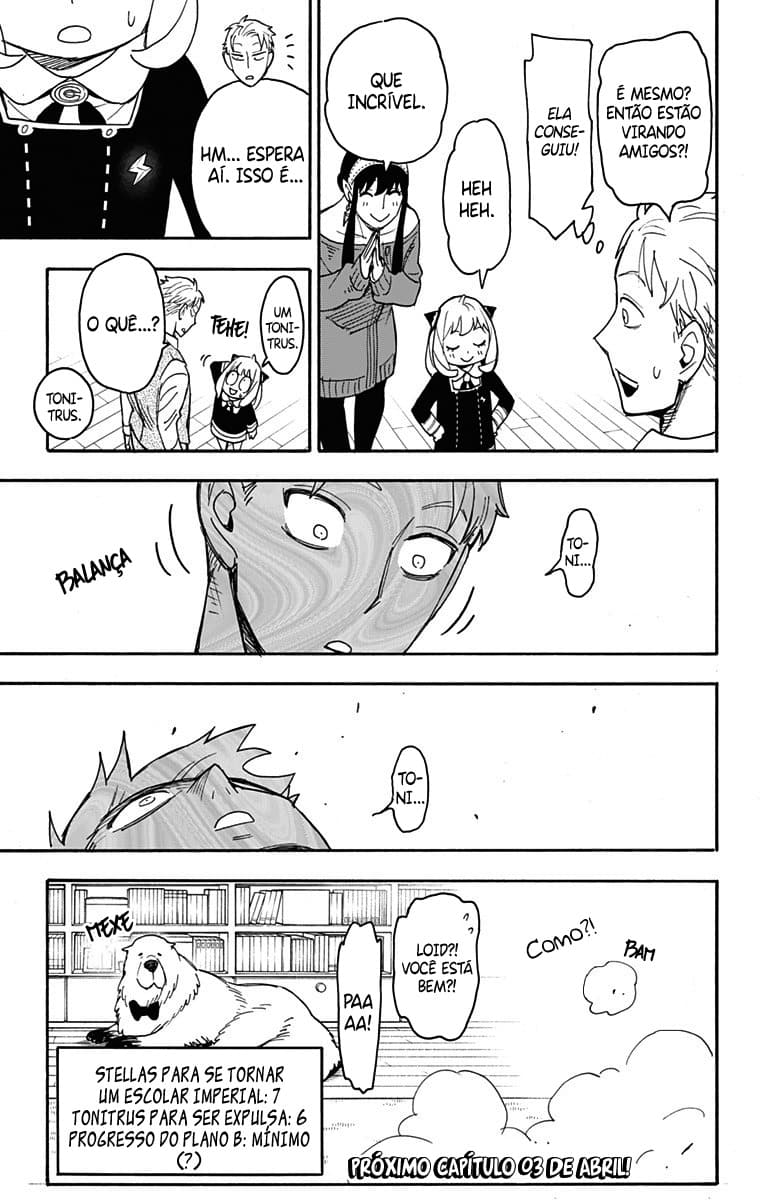 É MESMO?
ENTÃO ESTÃO
VIRANDO
AMIGOS?!
ELA
CONSE-
GUIU!
QUE
INCRÍVEL.
HEH
HEH.
HM... ESPERA
AÍ. ISSO É...
UM
TONI-
TRUS.
TEHE!
O QUÊ...?
TONI-
TRUS.
TO-
NI...
BALANÇA
TO-
NI...
COMO?!
BAM
LOID?!
VOCÊ ESTÁ
BEM?!
PAA
AA!
MEXE
STELLAS PARA SE TORNAR
UM ESCOLAR IMPERIAL: 7
TONITRUS PARA SER EXPULSA: 6
PROGRESSO DO PLANO B: MÍNIMO
(?)
PRÓXIMO CAPÍTULO 03 DE ABRIL!